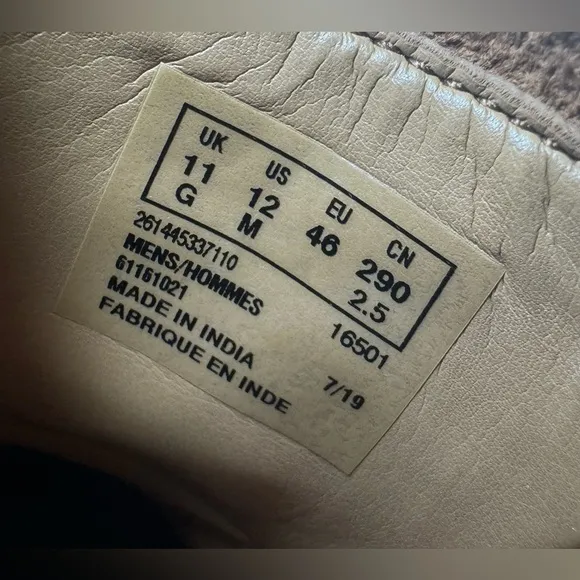 UK US EU CN
11 12 46 290
G M 2.5
261445337110
MENS/HOMMES 16501
61161021
MADE IN INDIA 7/19
FABRIQUE EN INDE